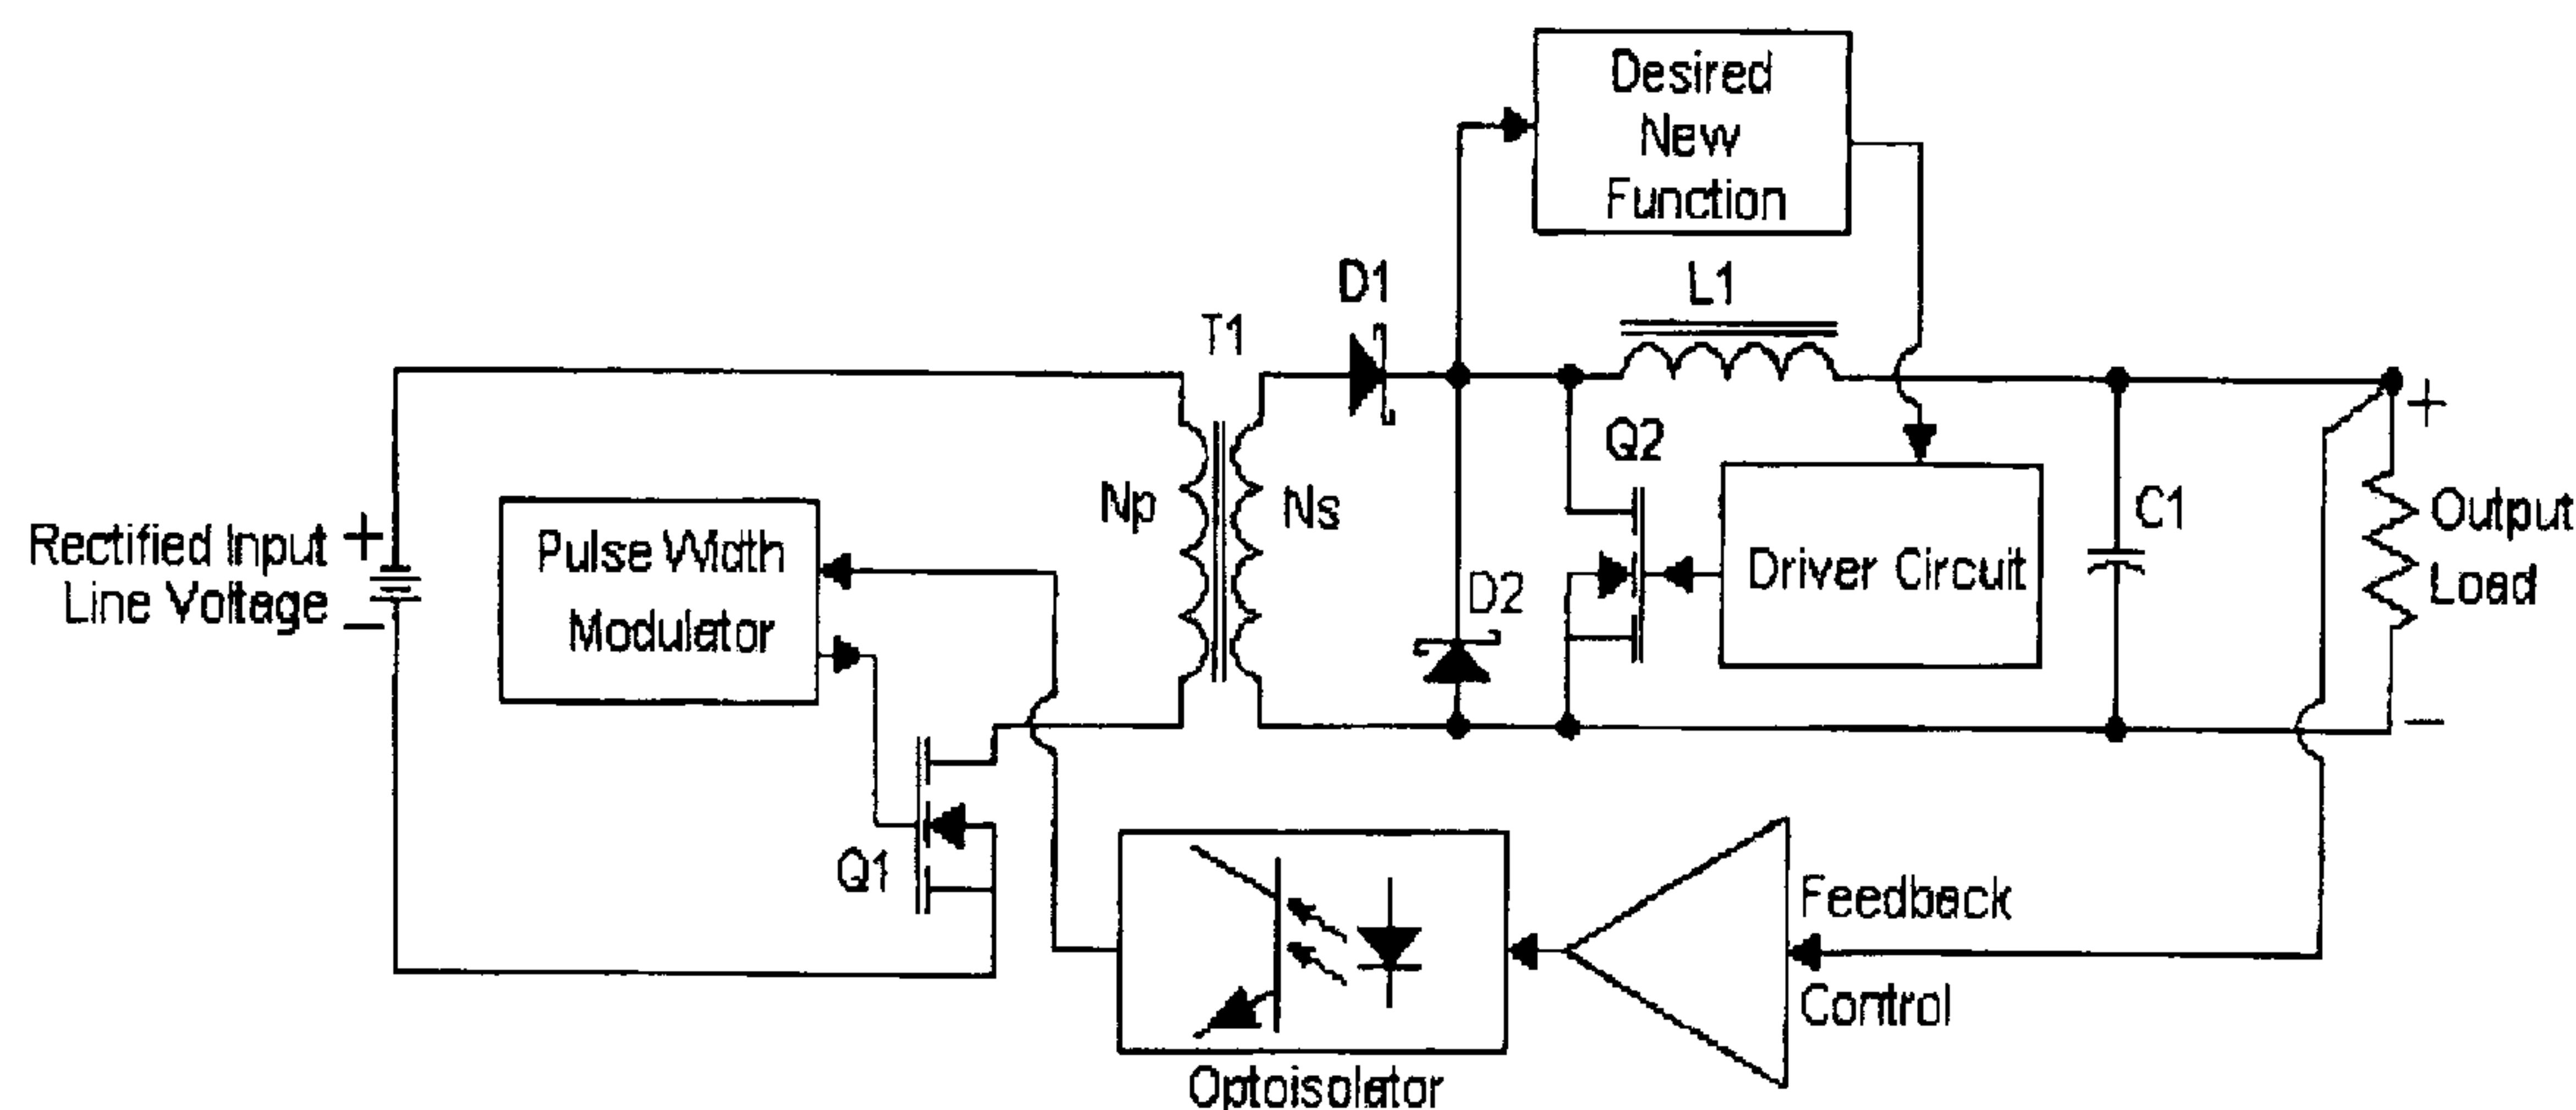 Desired
New
Function
D1
L1
T1
Q2
Np
Ns
C1
+
Output
Load
−
Rectified Input +
Line Voltage −
Pulse Width
Modulator
D2
Driver Circuit
Q1
Feedback
Control
Optoisolator